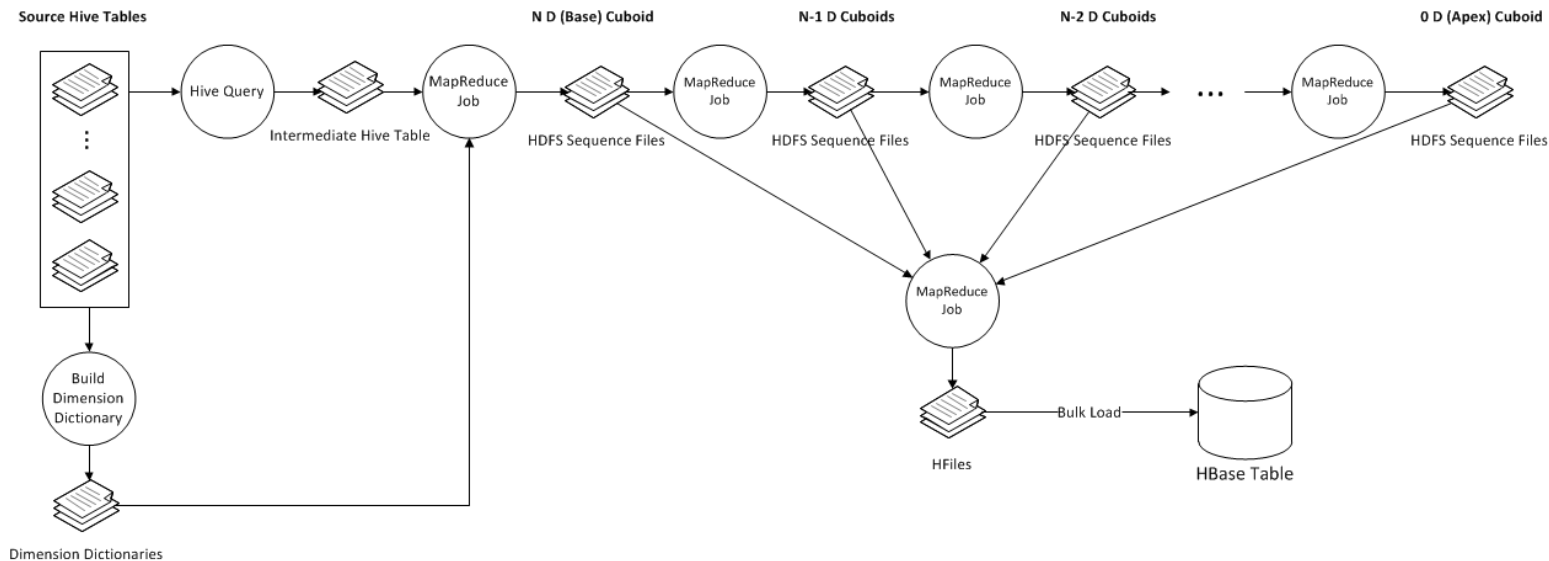 Source Hive Tables
N D (Base) Cuboid
N-1 D Cuboids
N-2 D Cuboids
0 D (Apex) Cuboid
Hive Query
Intermediate Hive Table
MapReduce
Job
HDFS Sequence Files
MapReduce
Job
HDFS Sequence Files
MapReduce
Job
HDFS Sequence Files
...
MapReduce
Job
HDFS Sequence Files
MapReduce
Job
Build
Dimension
Dictionary
HFiles
Bulk Load
HBase Table
Dimension Dictionaries